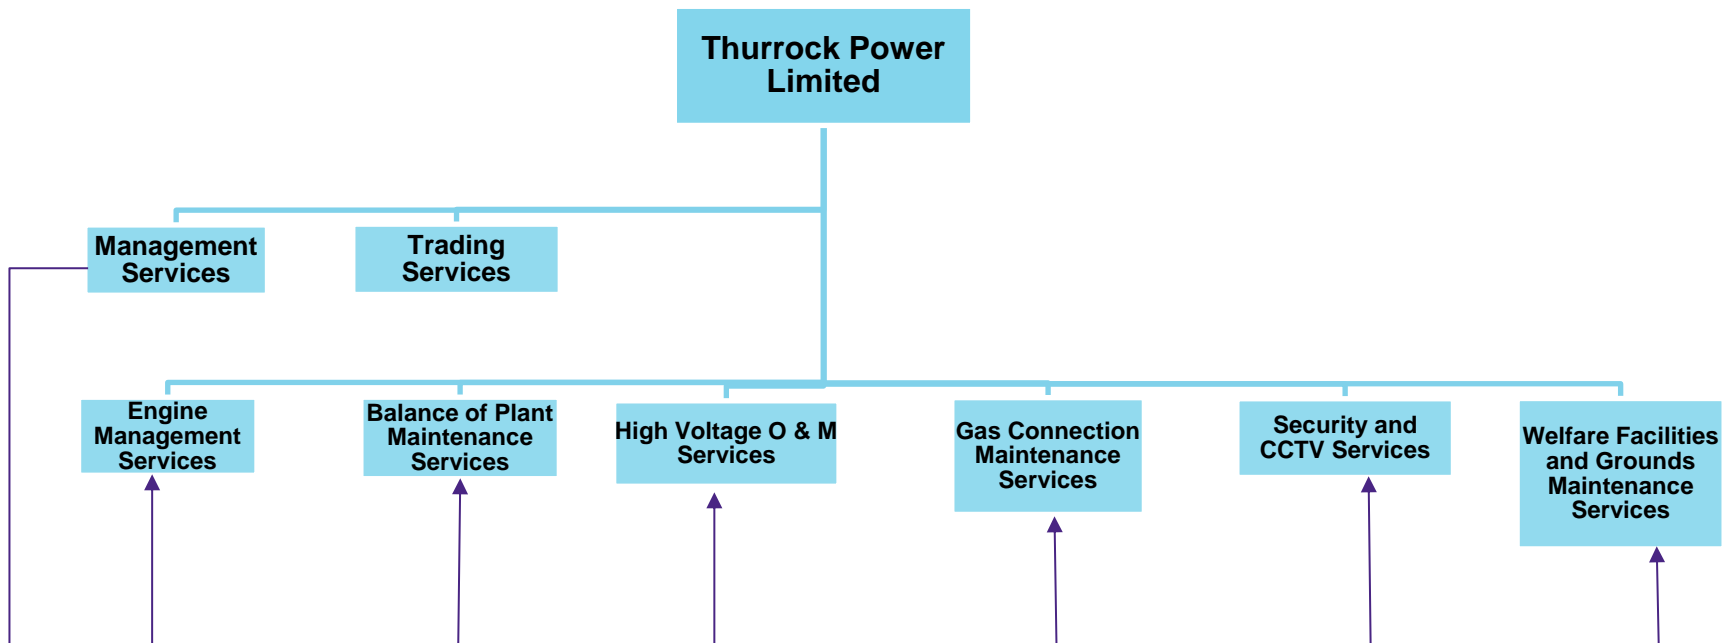 Thurrock Power
Limited
Management
Services
Trading
Services
Engine
Management
Services
Balance of Plant
Maintenance
Services
High Voltage O & M
Services
Gas Connection
Maintenance
Services
Security and
CCTV Services
Welfare Facilities
and Grounds
Maintenance
Services